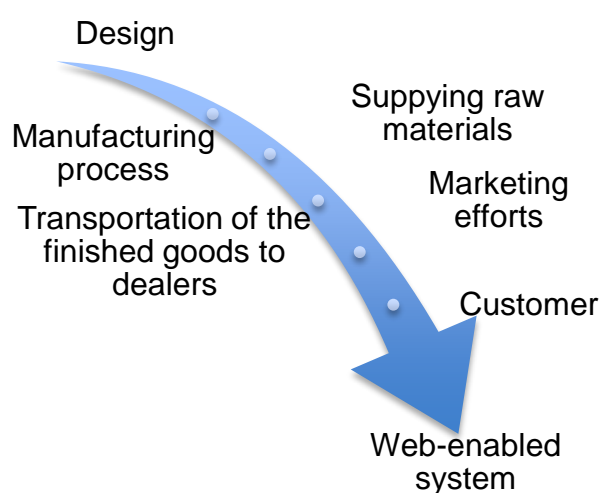 Design
Suppying raw
materials
Manufacturing
process
Marketing
efforts
Transportation of the
finished goods to
dealers
Customer
Web-enabled
system